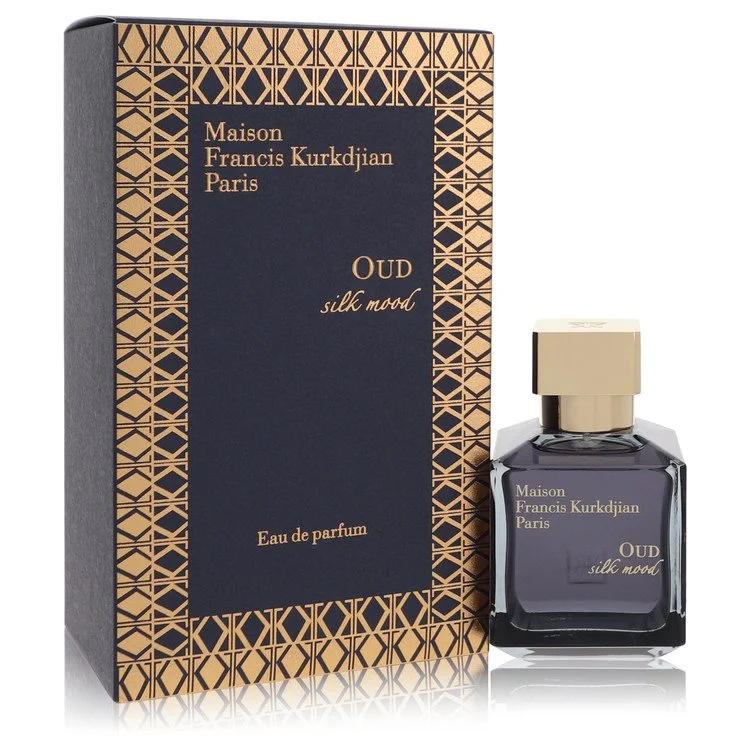 Maison
Francis Kurkdjian
Paris
OUD
silk mood
Eau de parfum
Maison
Francis Kurkdjian
Paris
OUD
silk mood